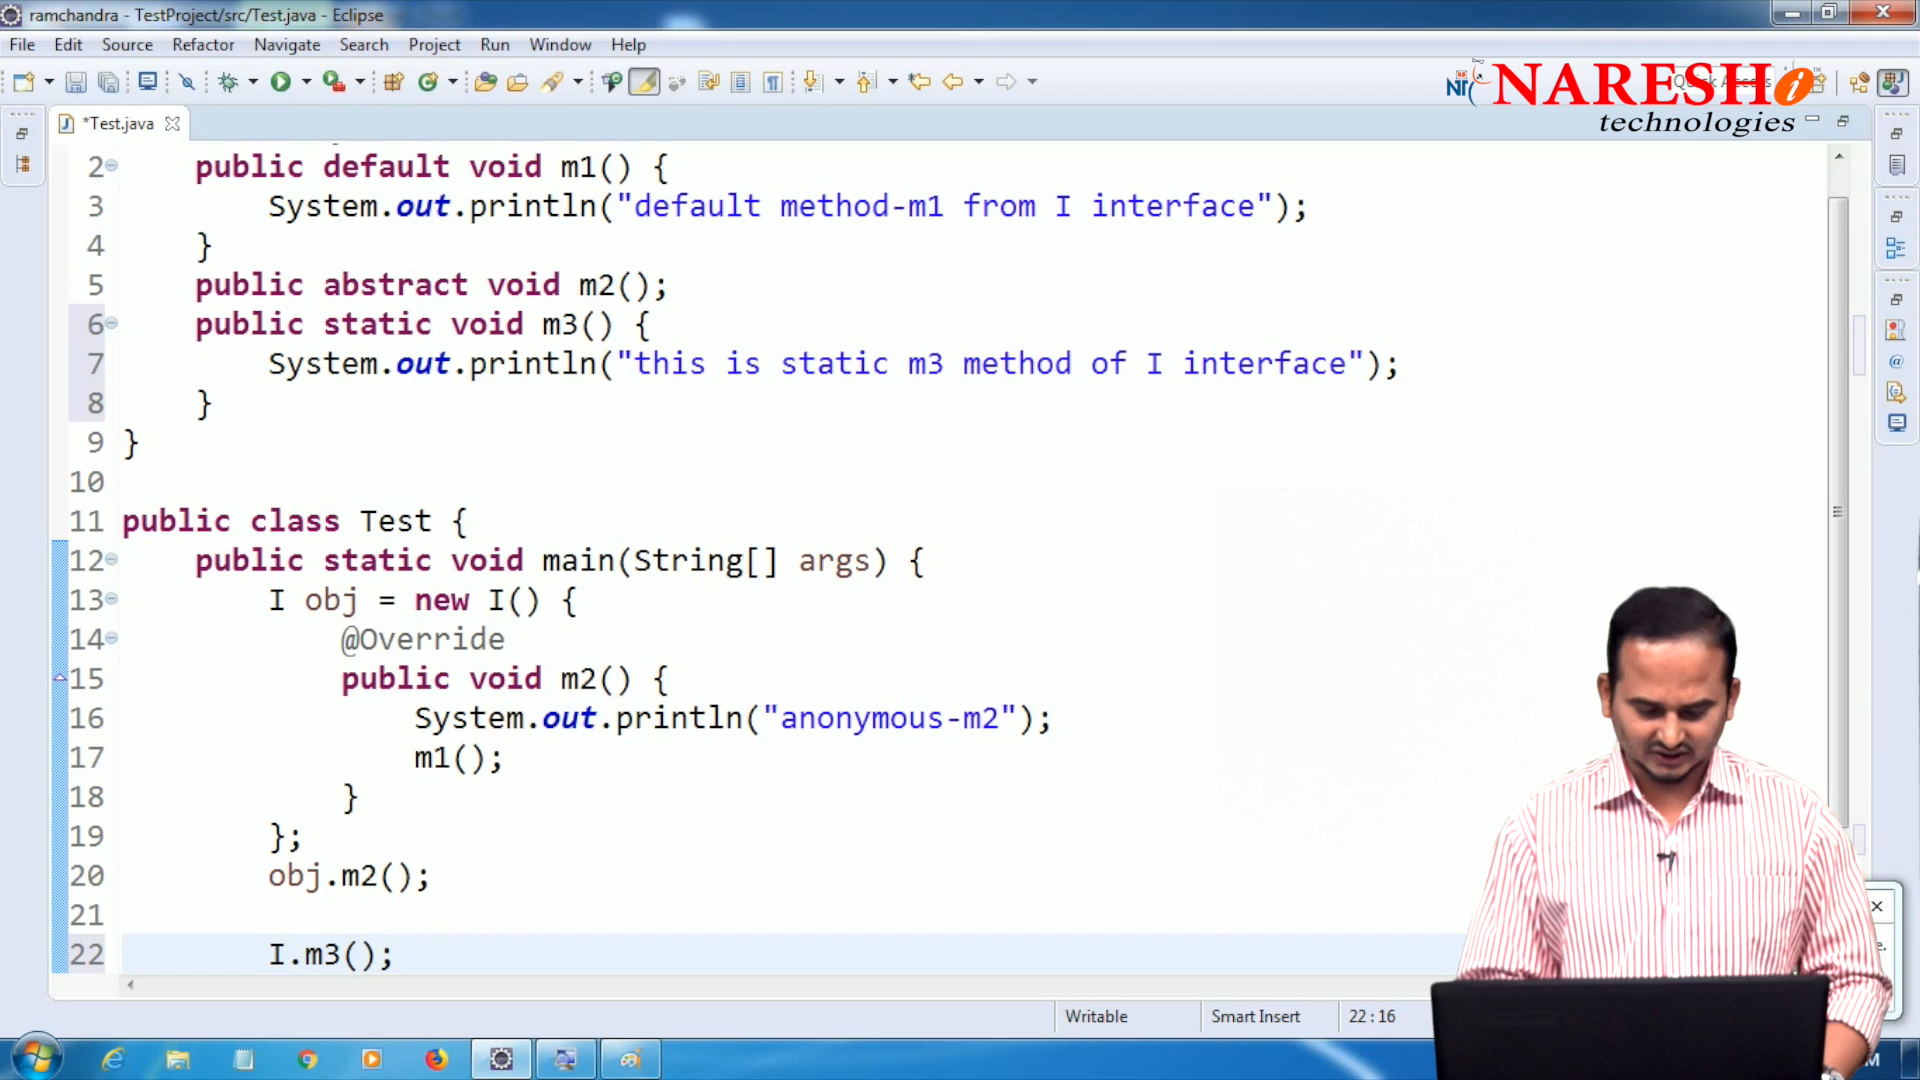 ramchandra - TestProject/src/Test.java - Eclipse
File Edit Source Refactor Navigate Search Project Run Window Help
NARESH i
technologies
*Test.java
2 public default void m1() {
3 System.out.println("default method-m1 from I interface");
4 }
5 public abstract void m2();
6 public static void m3() {
7 System.out.println("this is static m3 method of I interface");
8 }
9 }
10
11 public class Test {
12 public static void main(String[] args) {
13 I obj = new I() {
14 @Override
15 public void m2() {
16 System.out.println("anonymous-m2");
17 m1();
18 }
19 };
20 obj.m2();
21
22 I.m3();
Writable Smart Insert 22 : 16